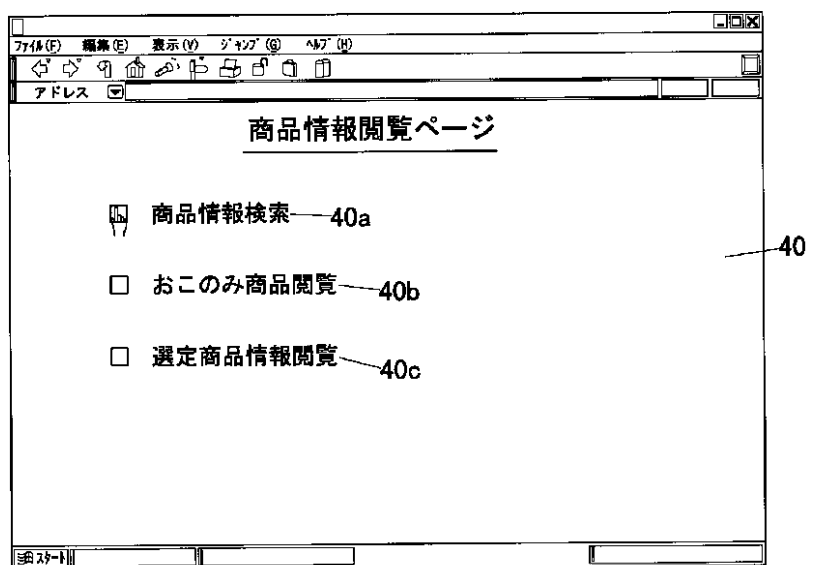 ファイル(F) 編集(E) 表示(V) ジャンプ(G) ヘルプ(H)
アドレス
商品情報閲覧ページ
商品情報検索 40a
40
おこのみ商品閲覧 40b
選定商品情報閲覧 40c
スタート